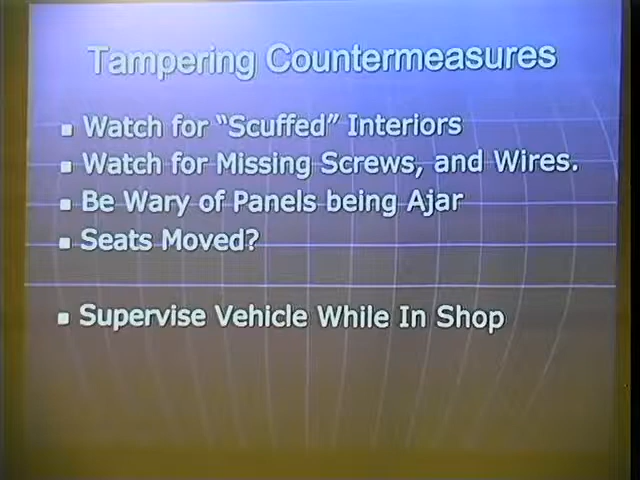 Tampering Countermeasures
Watch for “Scuffed” Interiors
Watch for Missing Screws, and Wires.
Be Wary of Panels being Ajar
Seats Moved?
Supervise Vehicle While In Shop